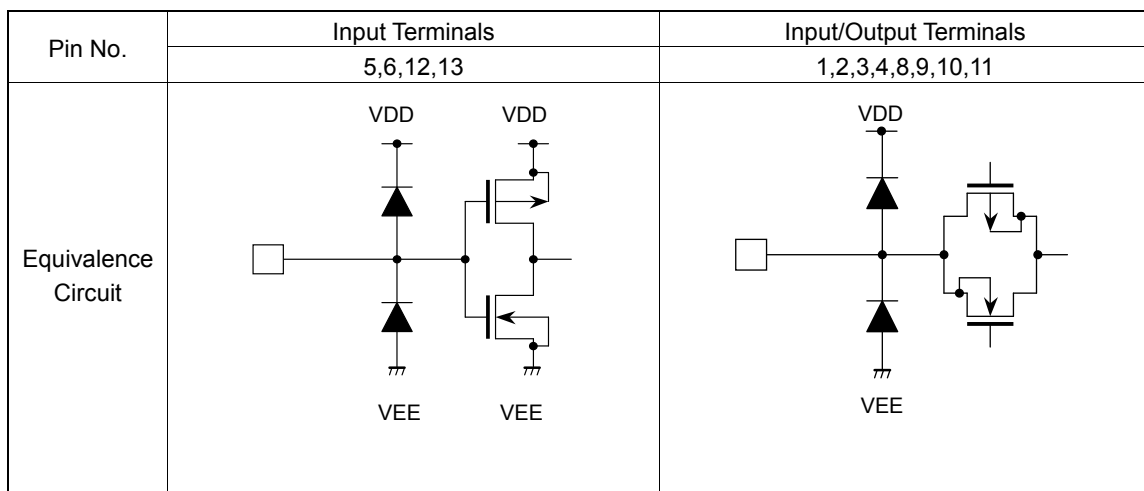 Pin No.
Input Terminals
Input/Output Terminals
5,6,12,13
1,2,3,4,8,9,10,11
Equivalence
Circuit
VDD
VDD
VEE
VEE
VDD
VEE